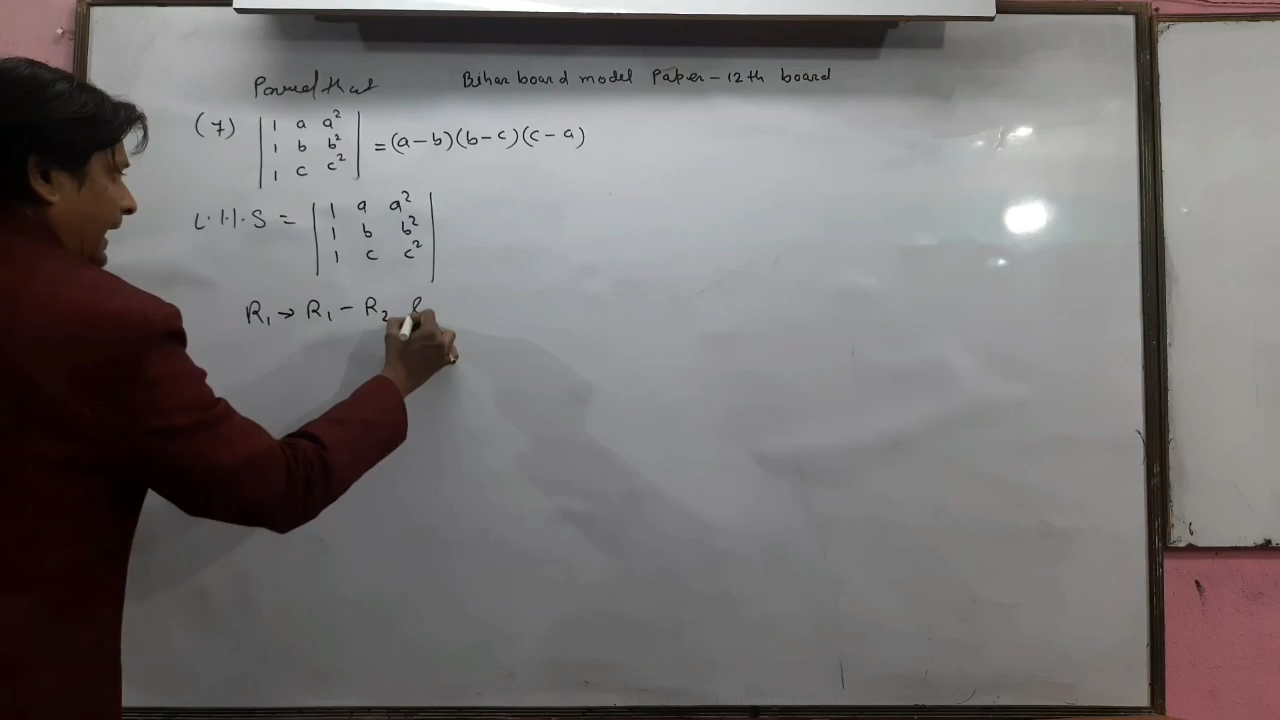 Proved that Bihar board model Paper - 12th board
(7) | 1 a a² | = (a-b)(b-c)(c-a)
| 1 b b² |
| 1 c c² |
L.H.S = | 1 a a² |
| 1 b b² |
| 1 c c² |
R₁ → R₁ - R₂ R